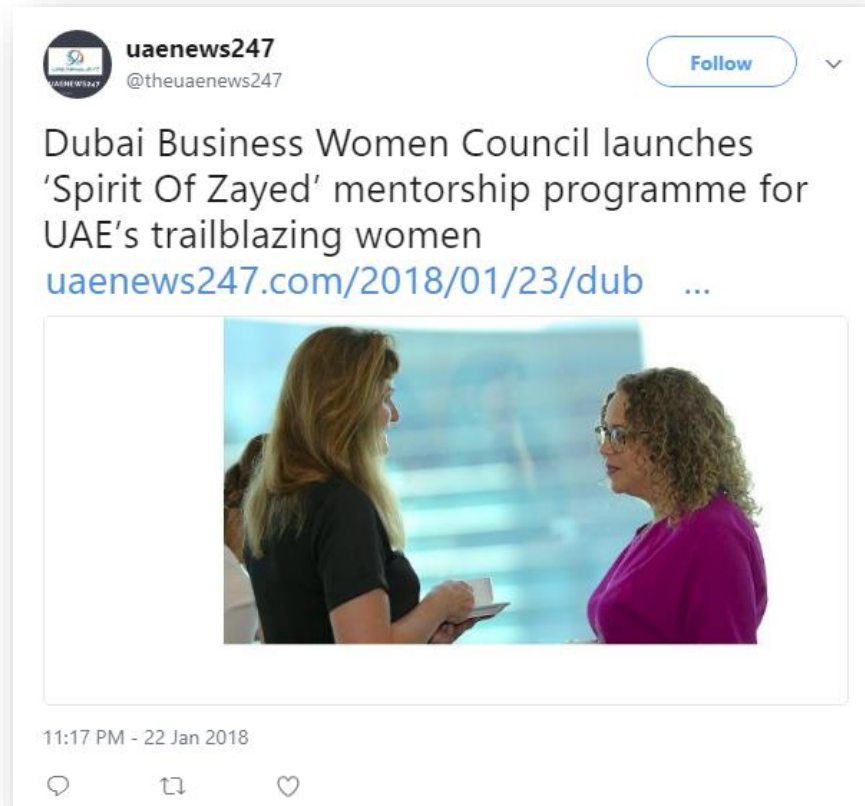 uaenews247
@theuaenews247
Follow
UAENEWS247
Dubai Business Women Council launches
‘Spirit Of Zayed’ mentorship programme for
UAE’s trailblazing women
uaenews247.com/2018/01/23/dub ...
11:17 PM - 22 Jan 2018